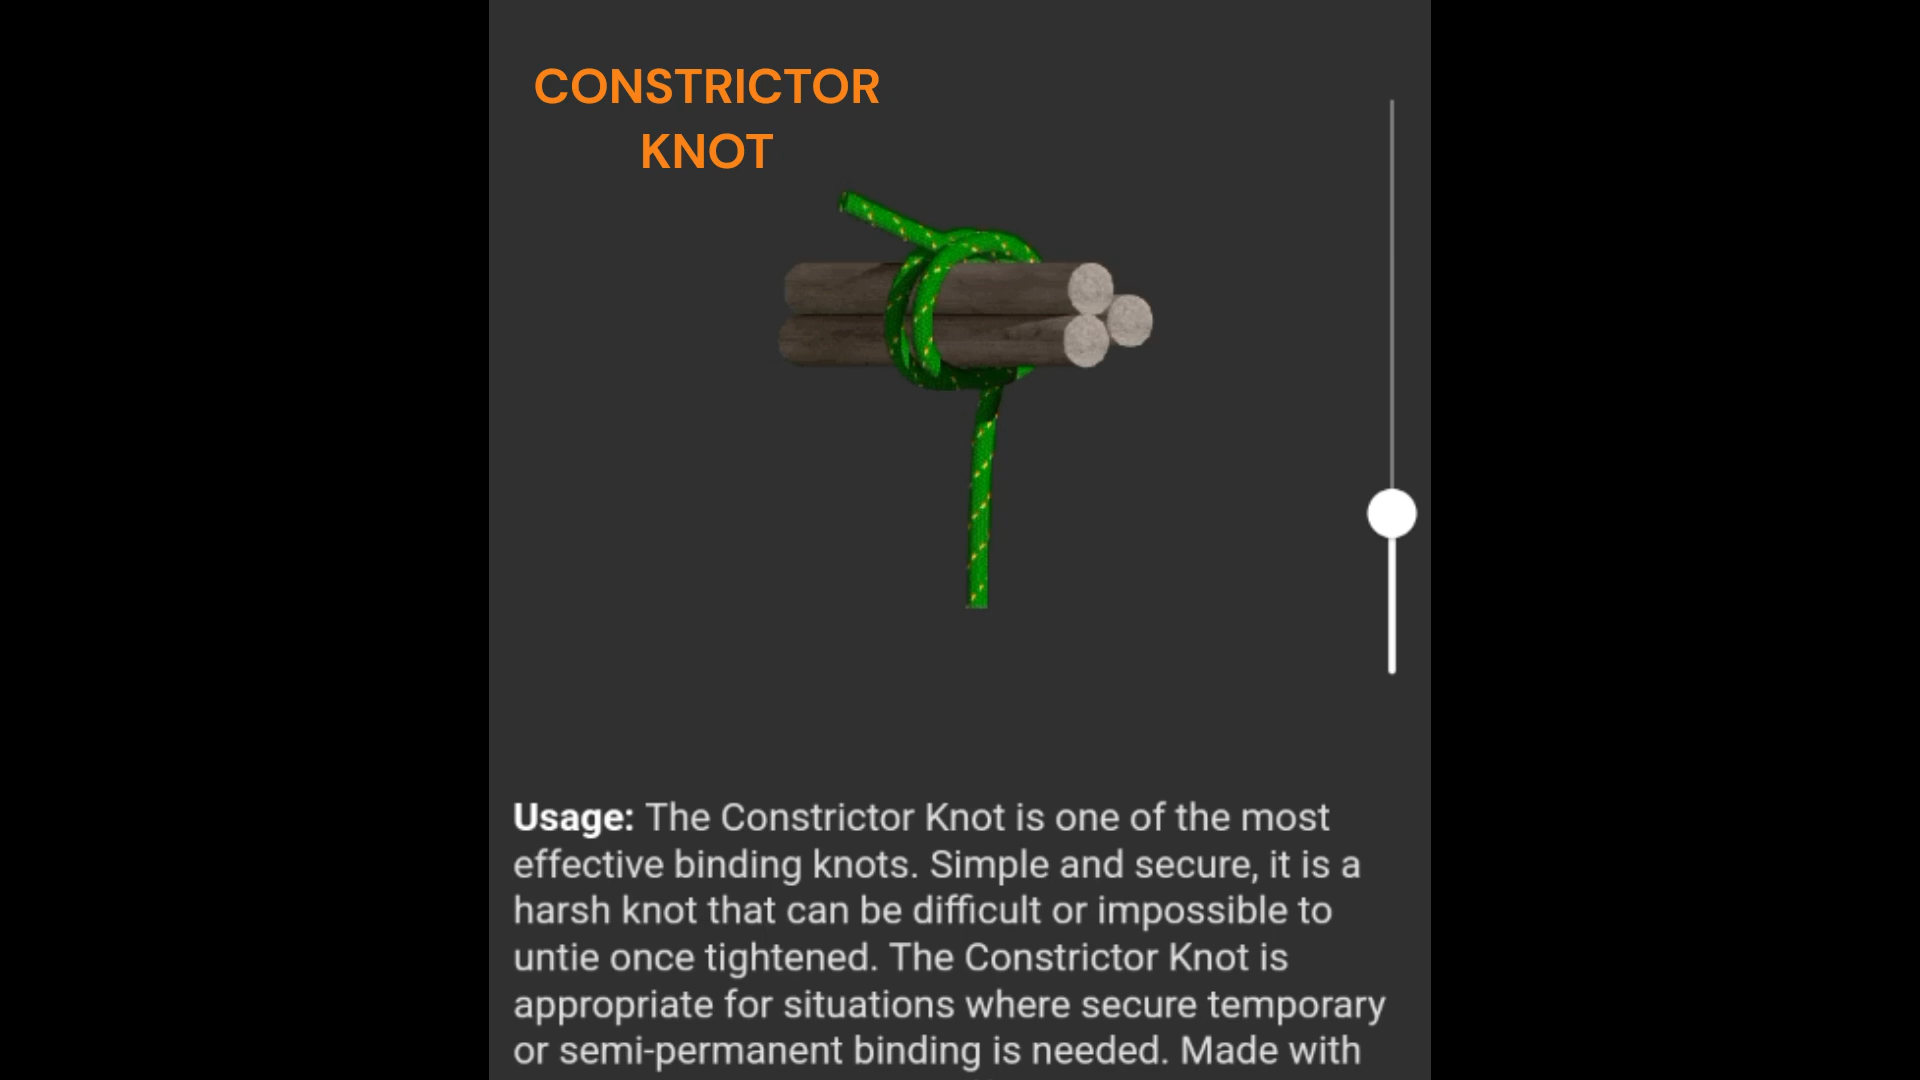 CONSTRICTOR
KNOT
Usage: The Constrictor Knot is one of the most
effective binding knots. Simple and secure, it is a
harsh knot that can be difficult or impossible to
untie once tightened. The Constrictor Knot is
appropriate for situations where secure temporary
or semi-permanent binding is needed. Made with